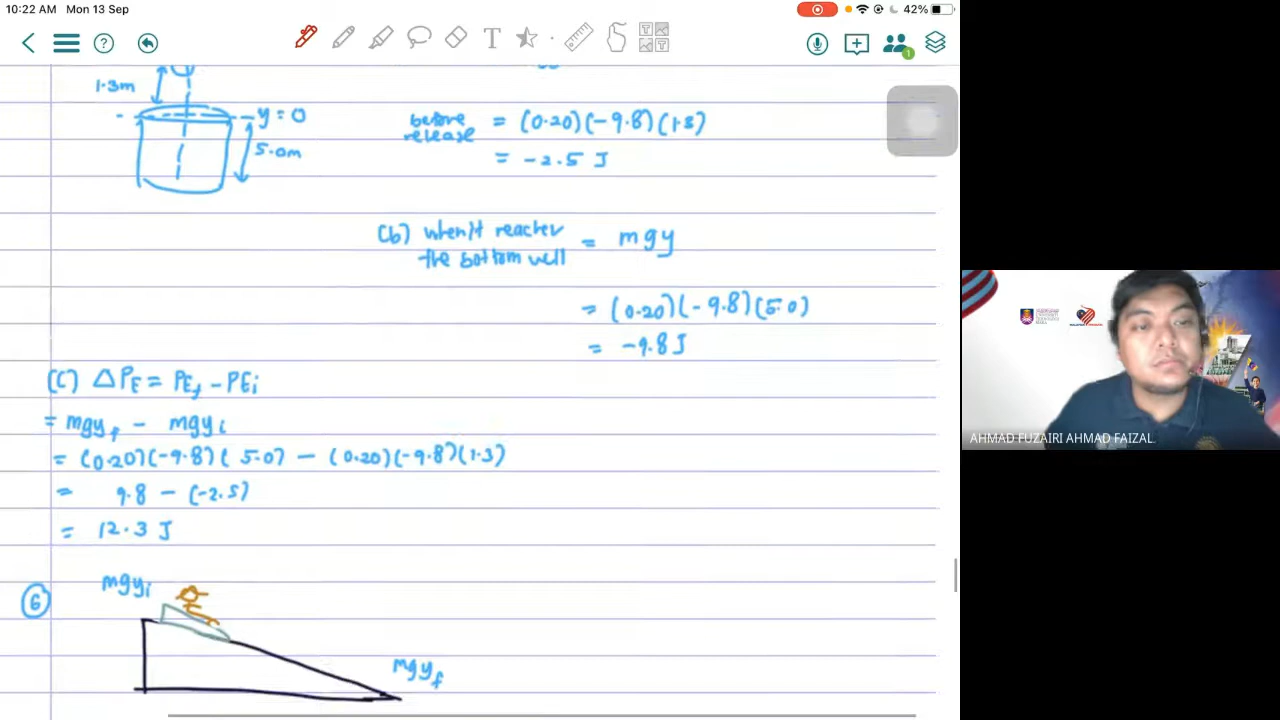 10:22 AM Mon 13 Sep
42%
1
1.3m
y = 0
5.0m
before release = (0.20)(-9.8)(1.3)
= -2.5 J
(b) when it reacher the bottom well = mgy
= (0.20)(-9.8)(5.0)
= -9.8J
(c) ΔPE = PEf - PEi
= mgyf - mgyi
= (0.20)(-9.8)(5.0) - (0.20)(-9.8)(1.3)
= 9.8 - (-2.5)
= 12.3 J
6
mgyi
mgyf
AHMAD FUZAIRI AHMAD FAIZAL.